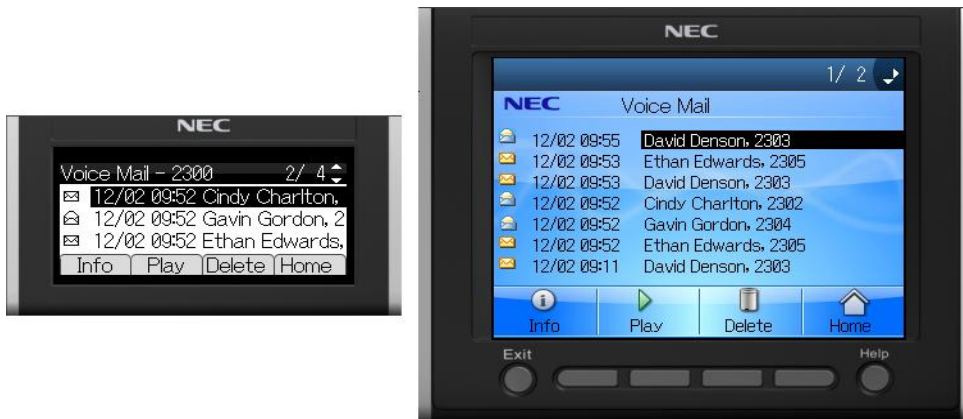 NEC
Voice Mail - 2300 2/ 4
12/02 09:52 Cindy Charlton,
12/02 09:52 Gavin Gordon, 2
12/02 09:52 Ethan Edwards,
Info Play Delete Home
NEC
1/ 2
NEC Voice Mail
12/02 09:55 David Denson, 2303
12/02 09:53 Ethan Edwards, 2305
12/02 09:53 David Denson, 2303
12/02 09:52 Cindy Charlton, 2302
12/02 09:52 Gavin Gordon, 2304
12/02 09:52 Ethan Edwards, 2305
12/02 09:11 David Denson, 2303
Info Play Delete Home
Exit Help